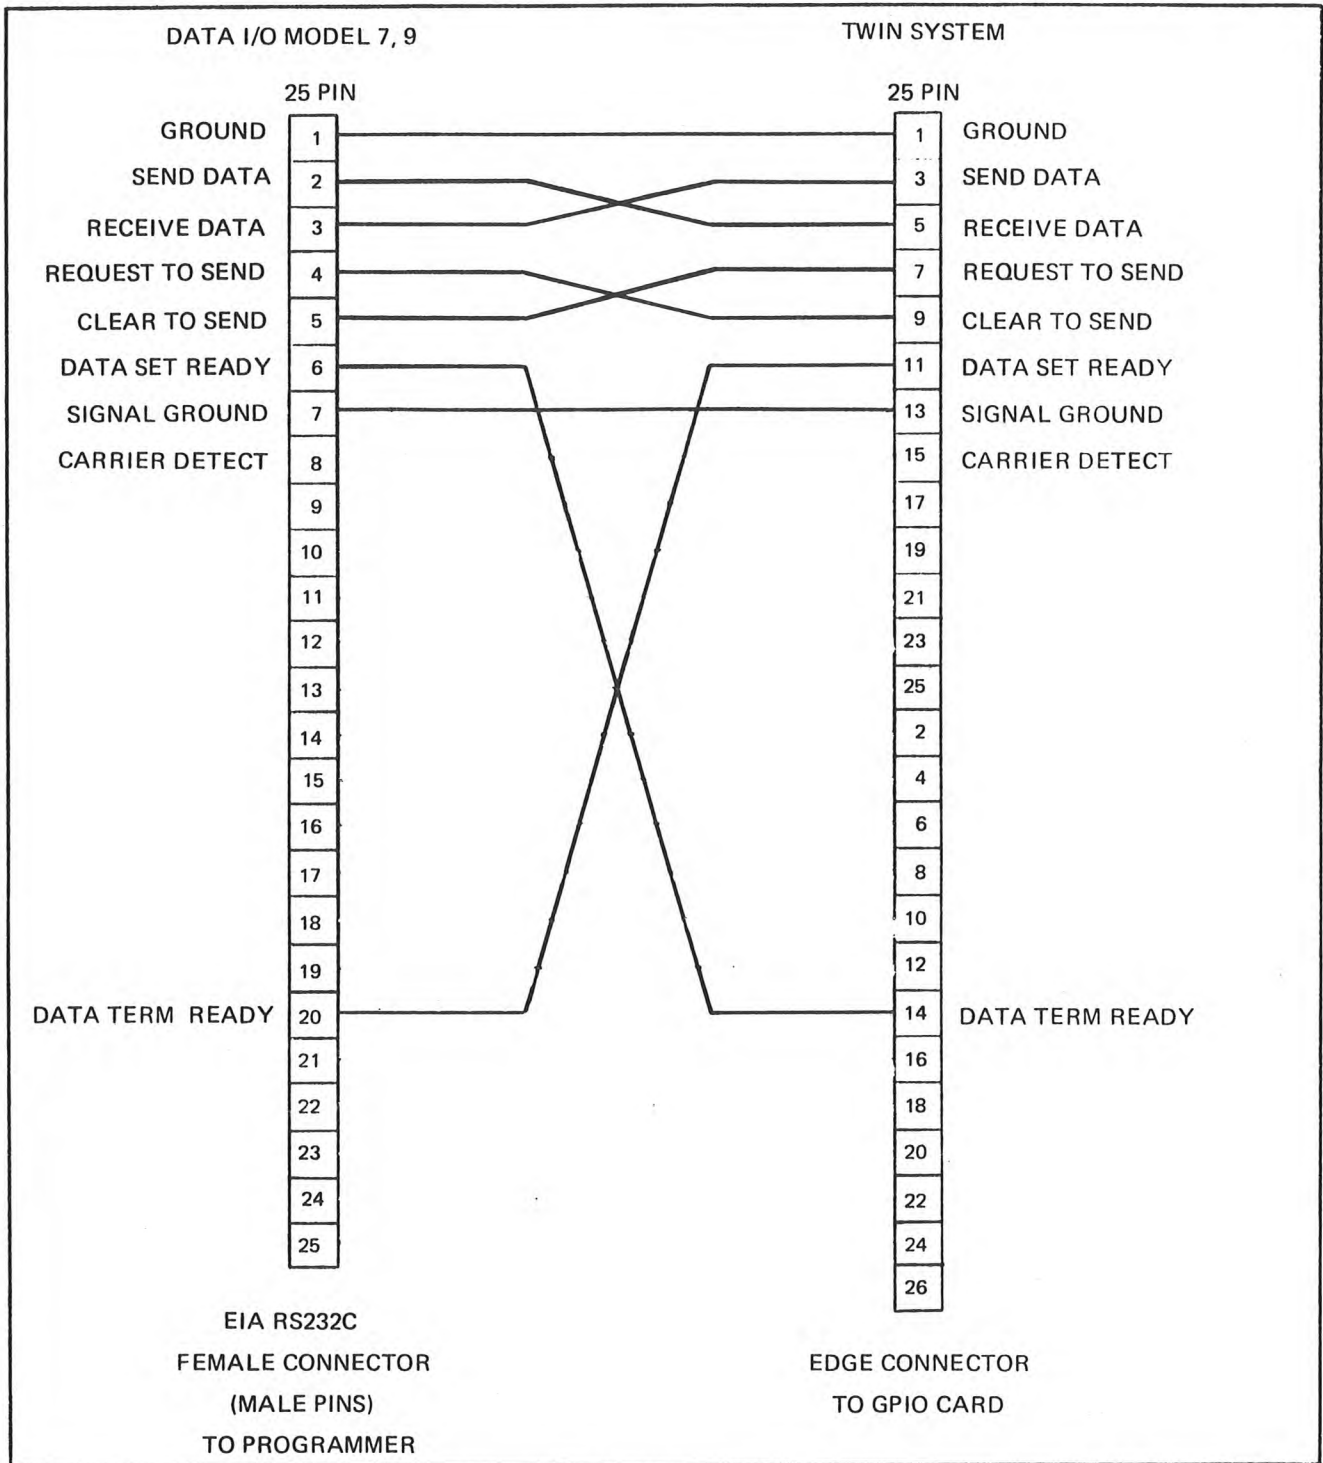 DATA I/O MODEL 7, 9 TWIN SYSTEM
25 PIN 25 PIN
GROUND 1 1 GROUND
SEND DATA 2 3 SEND DATA
RECEIVE DATA 3 5 RECEIVE DATA
REQUEST TO SEND 4 7 REQUEST TO SEND
CLEAR TO SEND 5 9 CLEAR TO SEND
DATA SET READY 6 11 DATA SET READY
SIGNAL GROUND 7 13 SIGNAL GROUND
CARRIER DETECT 8 15 CARRIER DETECT
9 17
10 19
11 21
12 23
13 25
14 2
15 4
16 6
17 8
18 10
19 12
DATA TERM READY 20 14 DATA TERM READY
21 16
22 18
23 20
24 22
25 24
26
EIA RS232C
FEMALE CONNECTOR EDGE CONNECTOR
(MALE PINS) TO GPIO CARD
TO PROGRAMMER